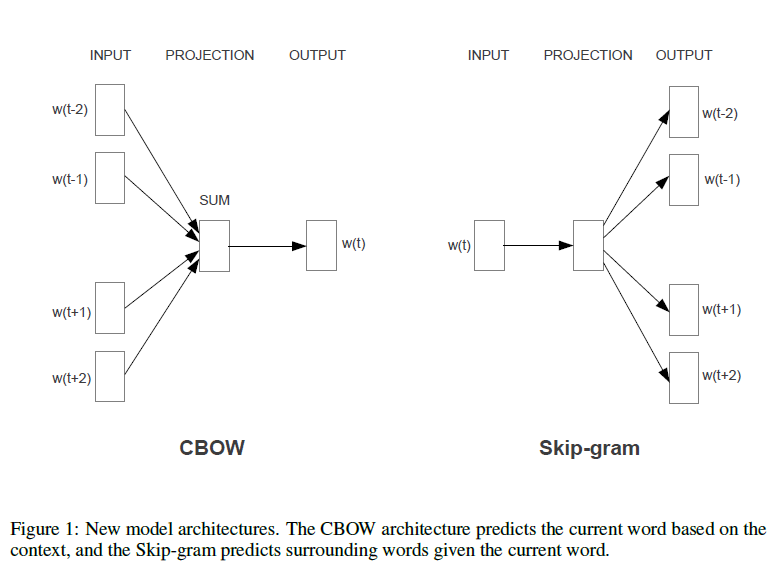 INPUT PROJECTION OUTPUT
w(t-2)
w(t-1)
SUM
w(t)
w(t+1)
w(t+2)
CBOW
INPUT PROJECTION OUTPUT
w(t-2)
w(t-1)
w(t)
w(t+1)
w(t+2)
Skip-gram
Figure 1: New model architectures. The CBOW architecture predicts the current word based on the
context, and the Skip-gram predicts surrounding words given the current word.